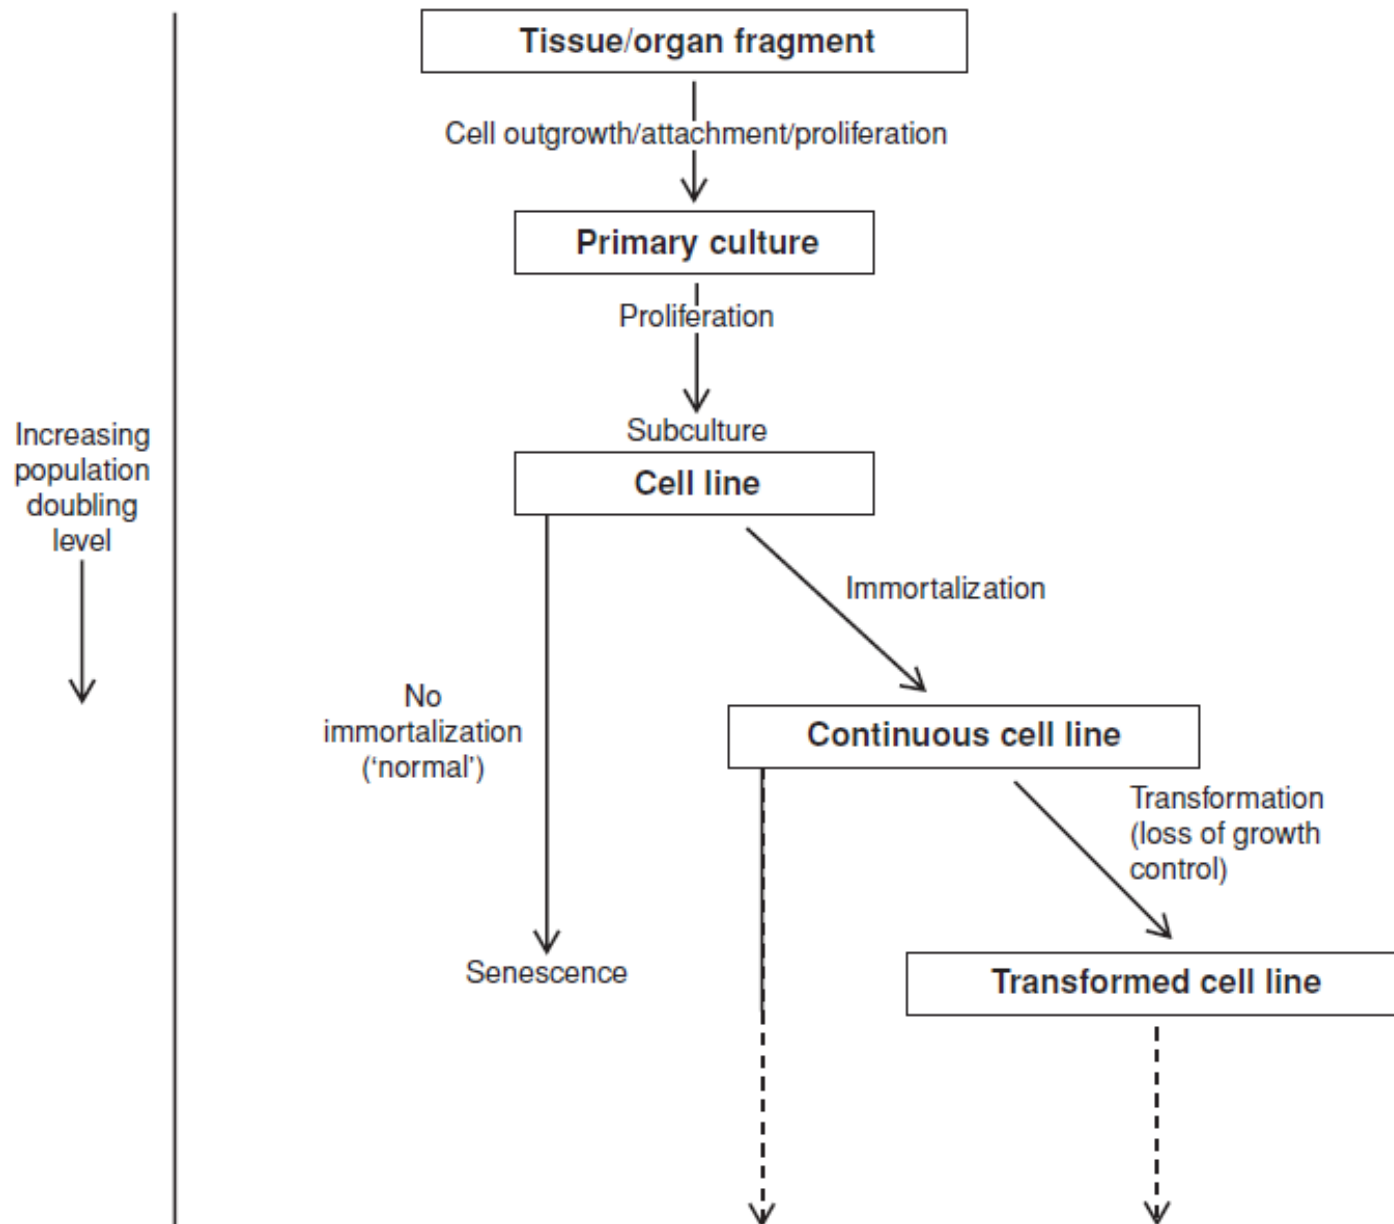 Tissue/organ fragment
Cell outgrowth/attachment/proliferation
Primary culture
Proliferation
Subculture
Cell line
Increasing
population
doubling
level
Immortalization
No
immortalization
(‘normal’)
Continuous cell line
Transformation
(loss of growth
control)
Senescence
Transformed cell line